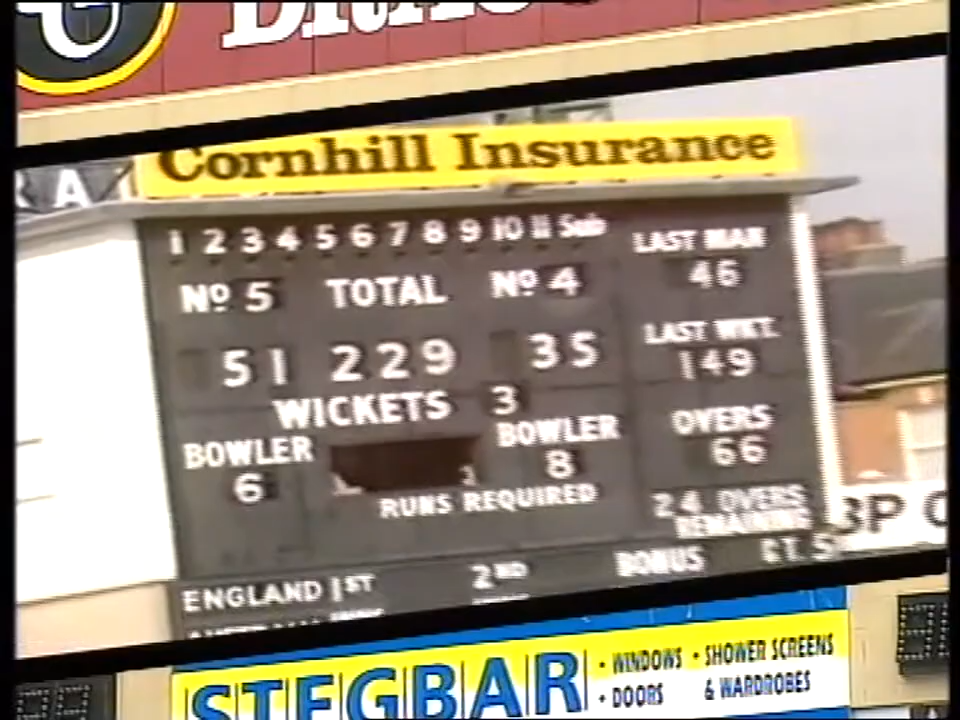 Cornhill Insurance
1 2 3 4 5 6 7 8 9 10 11 Sub
LAST MAN
Nº 5 TOTAL Nº 4
46
51 229 35
LAST WKT.
149
WICKETS 3
BOWLER BOWLER OVERS
6 8 66
RUNS REQUIRED
24 OVERS
REMAINING
ENGLAND 1ST 2ND BONUS
STEGBAR
• WINDOWS • SHOWER SCREENS
• DOORS & WARDROBES